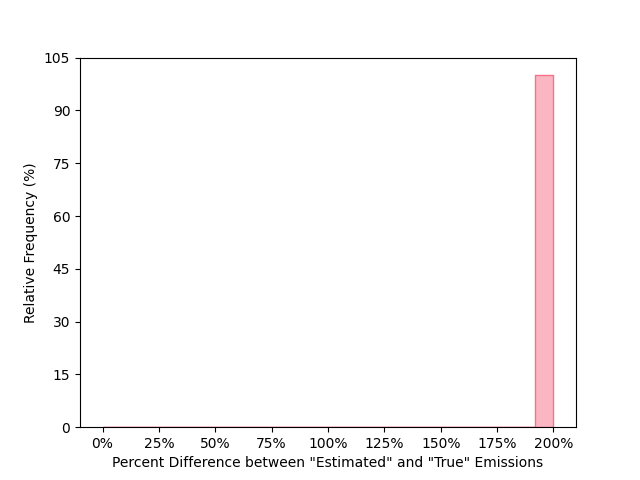 105
90
75
60
45
30
15
0
Relative Frequency (%)
0% 25% 50% 75% 100% 125% 150% 175% 200%
Percent Difference between "Estimated" and "True" Emissions